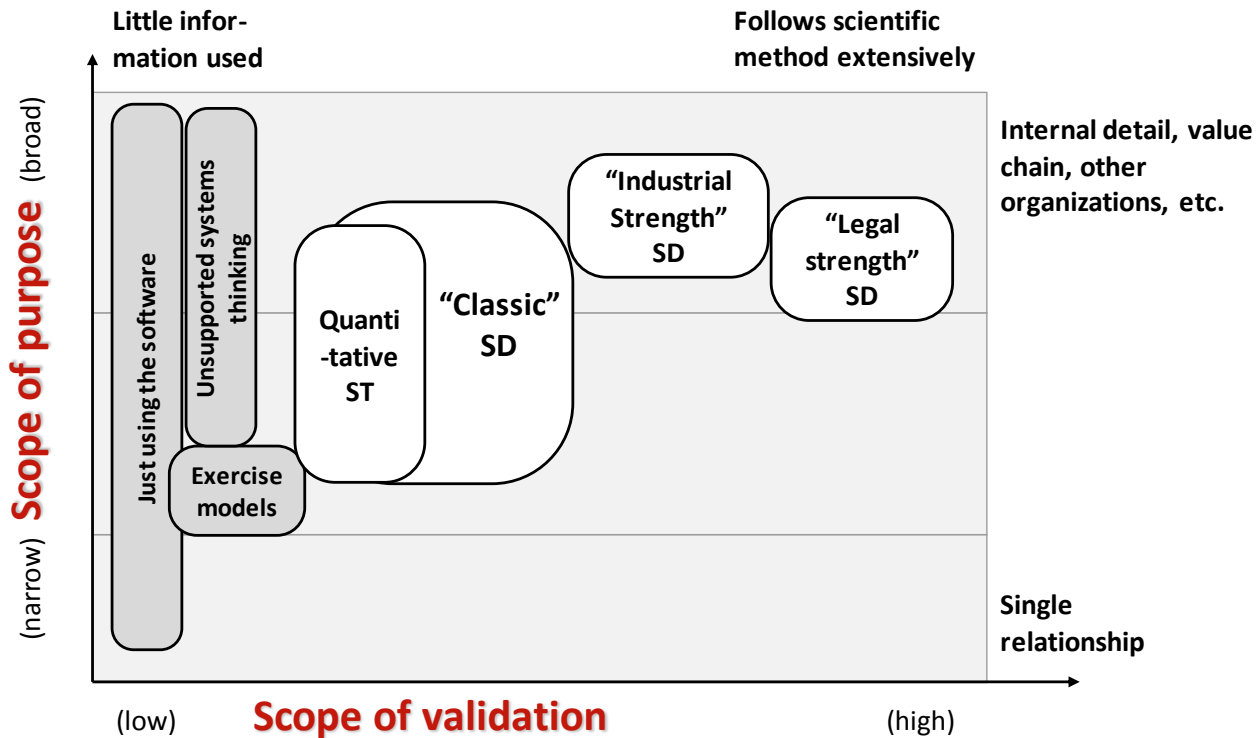 Little infor-
mation used
Follows scientific
method extensively
Scope of purpose
(broad)
(narrow)
Just using the software
Unsupported systems
thinking
Exercise
models
Quanti
-tative
ST
“Classic”
SD
“Industrial
Strength”
SD
“Legal
strength”
SD
Internal detail, value
chain, other
organizations, etc.
Single
relationship
(low)
Scope of validation
(high)